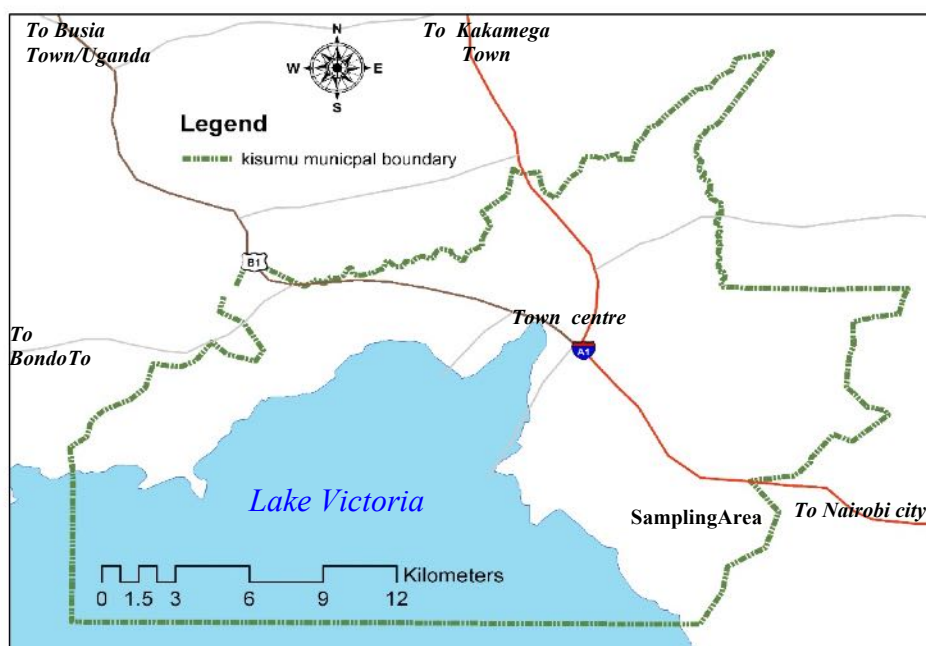 To Busia
Town/Uganda
To Kakamega
Town
N
W E
S
Legend
kisumu municpal boundary
B1
To
BondoTo
Town centre
A1
Lake Victoria
SamplingArea
To Nairobi city
Kilometers
0 1.5 3 6 9 12